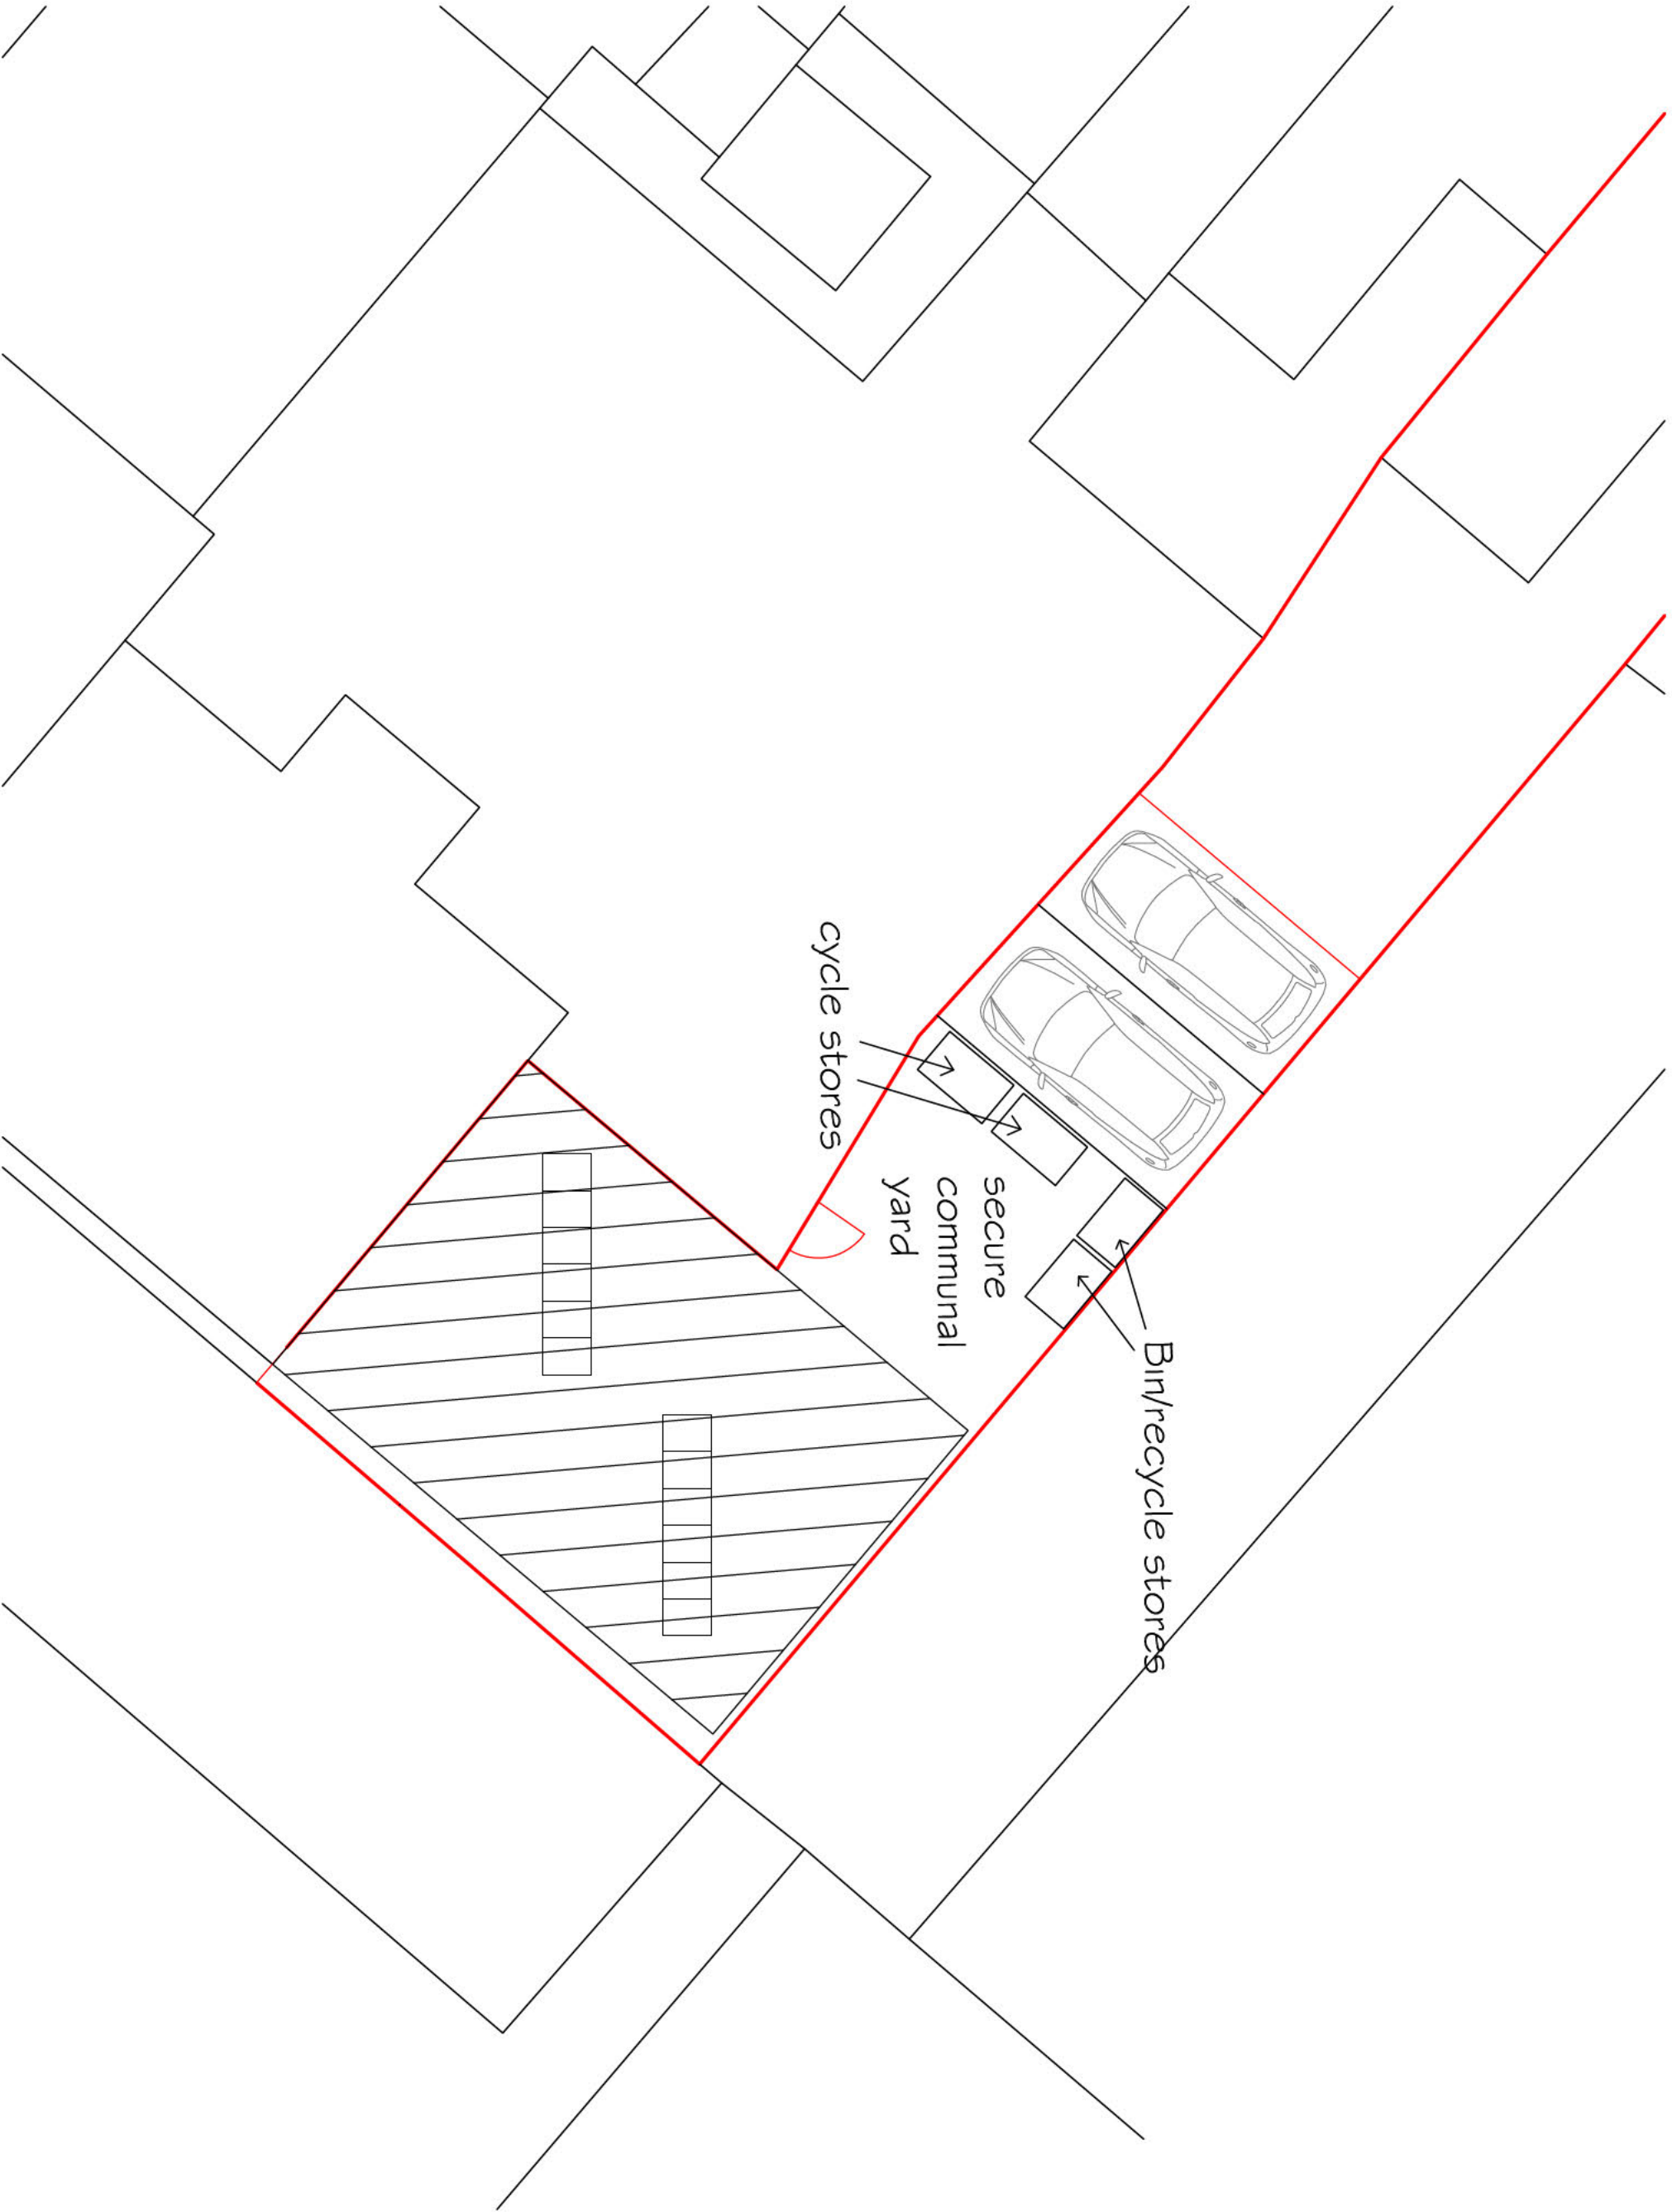 cycle stores
secure
communal
yard
Bin/recycle stores